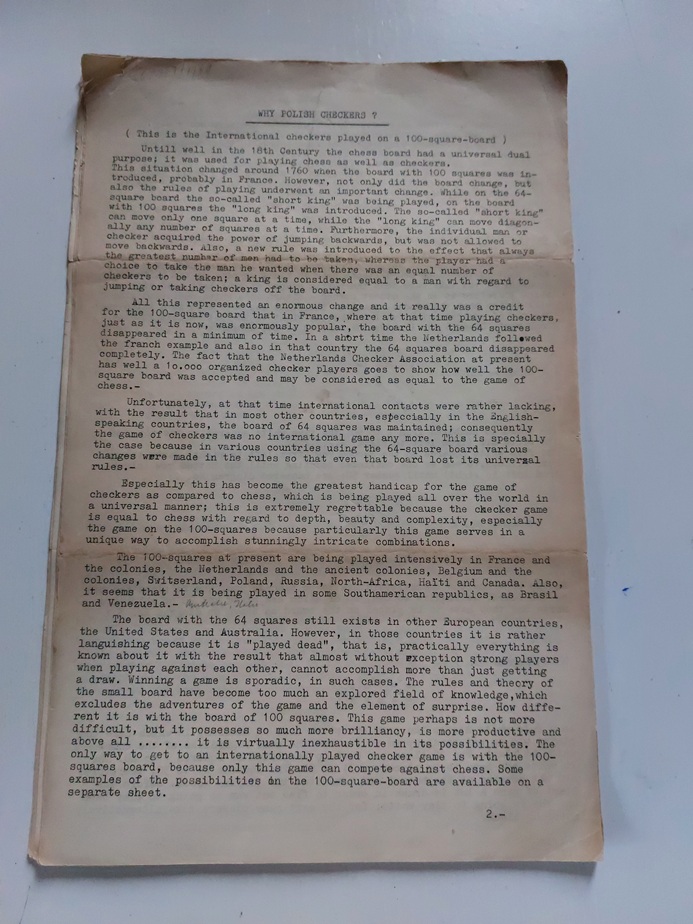 WHY POLISH CHECKERS ?
( This is the International checkers played on a 100-square-board )
Untill well in the 18th Century the chess board had a universal dual
purpose; it was used for playing chess as well as checkers.
This situation changed around 1760 when the board with 100 squares was in-
troduced, probably in France. However, not only did the board change, but
also the rules of playing underwent an important change. While on the 64-
square board the so-called "short king" was being played, on the board
with 100 squares the "long king" was introduced. The so-called "short king"
can move only one square at a time, while the "long king" can move diagon-
ally any number of squares at a time. Furthermore, the individual man or
checker acquired the power of jumping backwards, but was not allowed to
move backwards. Also, a new rule was introduced to the effect that always
the greatest number of men had to be taken, whereas the player had a
choice to take the man he wanted when there was an equal number of
checkers to be taken; a king is considered equal to a man with regard to
jumping or taking checkers off the board.
All this represented an enormous change and it really was a credit
for the 100-square board that in France, where at that time playing checkers,
just as it is now, was enormously popular, the board with the 64 squares
disappeared in a minimum of time. In a short time the Netherlands followed
the franch example and also in that country the 64 squares board disappeared
completely. The fact that the Netherlands Checker Association at present
has well a 1o.ooo organized checker players goes to show how well the 100-
square board was accepted and may be considered as equal to the game of
chess.-
Unfortunately, at that time international contacts were rather lacking,
with the result that in most other countries, especcially in the English-
speaking countries, the board of 64 squares was maintained; consequently
the game of checkers was no international game any more. This is specially
the case because in various countries using the 64-square board various
changes were made in the rules so that even that board lost its universal
rules.-
Especially this has become the greatest handicap for the game of
checkers as compared to chess, which is being played all over the world in
a universal manner; this is extremely regrettable because the checker game
is equal to chess with regard to depth, beauty and complexity, especially
the game on the 100-squares because particularly this game serves in a
unique way to accomplish stunningly intricate combinations.
The 100-squares at present are being played intensively in France and
the colonies, the Netherlands and the ancient colonies, Belgium and the
colonies, Switserland, Poland, Russia, North-Africa, HaIti and Canada. Also,
it seems that it is being played in some Southamerican republics, as Brasil
and Venezuela.-
The board with the 64 squares still exists in other European countries,
the United States and Australia. However, in those countries it is rather
languishing because it is "played dead", that is, practically everything is
known about it with the result that almost without exception strong players
when playing against each other, cannot accomplish more than just getting
a draw. Winning a game is sporadic, in such cases. The rules and theory of
the small board have become too much an explored field of knowledge,which
excludes the adventures of the game and the element of surprise. How diffe-
rent it is with the board of 100 squares. This game perhaps is not more
difficult, but it possesses so much more brilliancy, is more productive and
above all ........ it is virtually inexhaustible in its possibilities. The
only way to get to an internationally played checker game is with the 100-
squares board, because only this game can compete against chess. Some
examples of the possibilities on the 100-square-board are available on a
separate sheet.
2.-